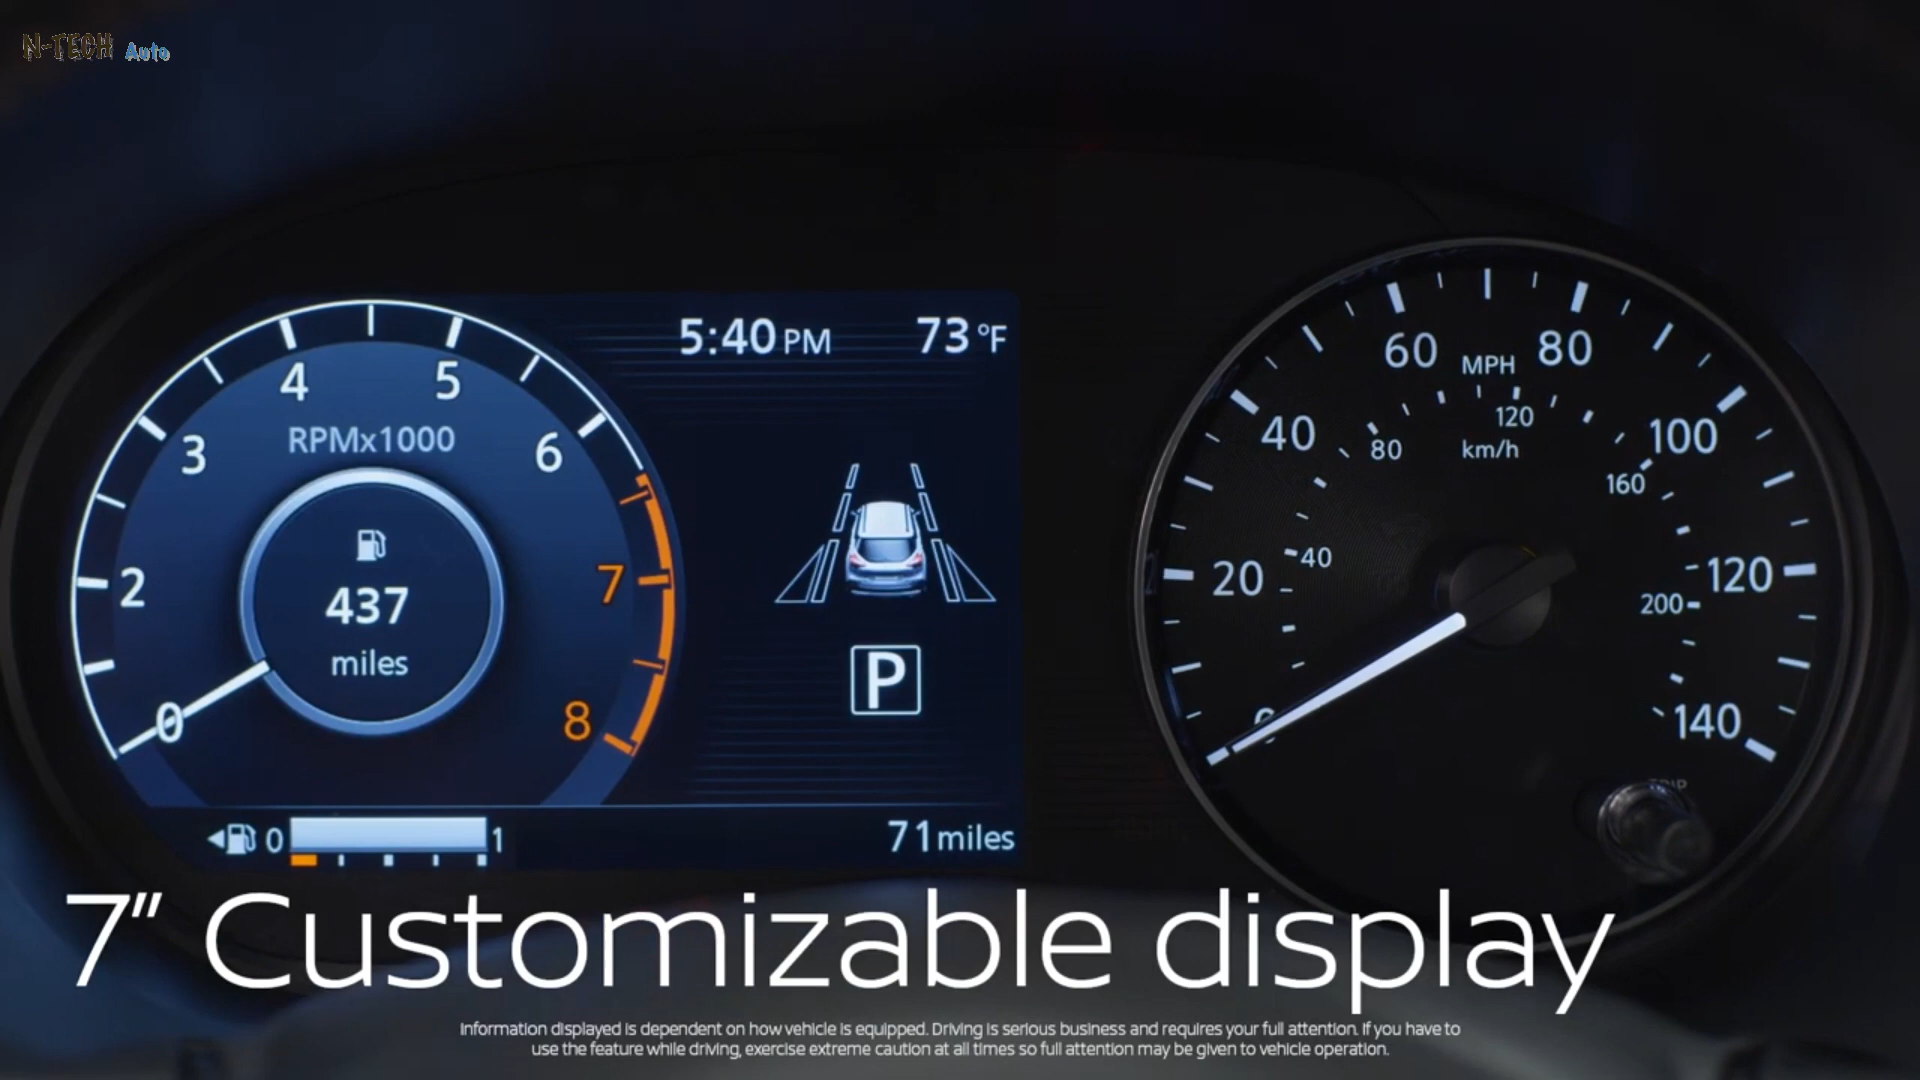 N-TECH Auto
5:40 PM 73 °F
4 5
RPMx1000
3 6
2 7
437
miles
0 8
P
0 1
71 miles
60 MPH 80
40 100
80 120 160
km/h
20 40 120
200
0 140
TRIP
7" Customizable display
Information displayed is dependent on how vehicle is equipped. Driving is serious business and requires your full attention. If you have to
use the feature while driving, exercise extreme caution at all times so full attention may be given to vehicle operation.